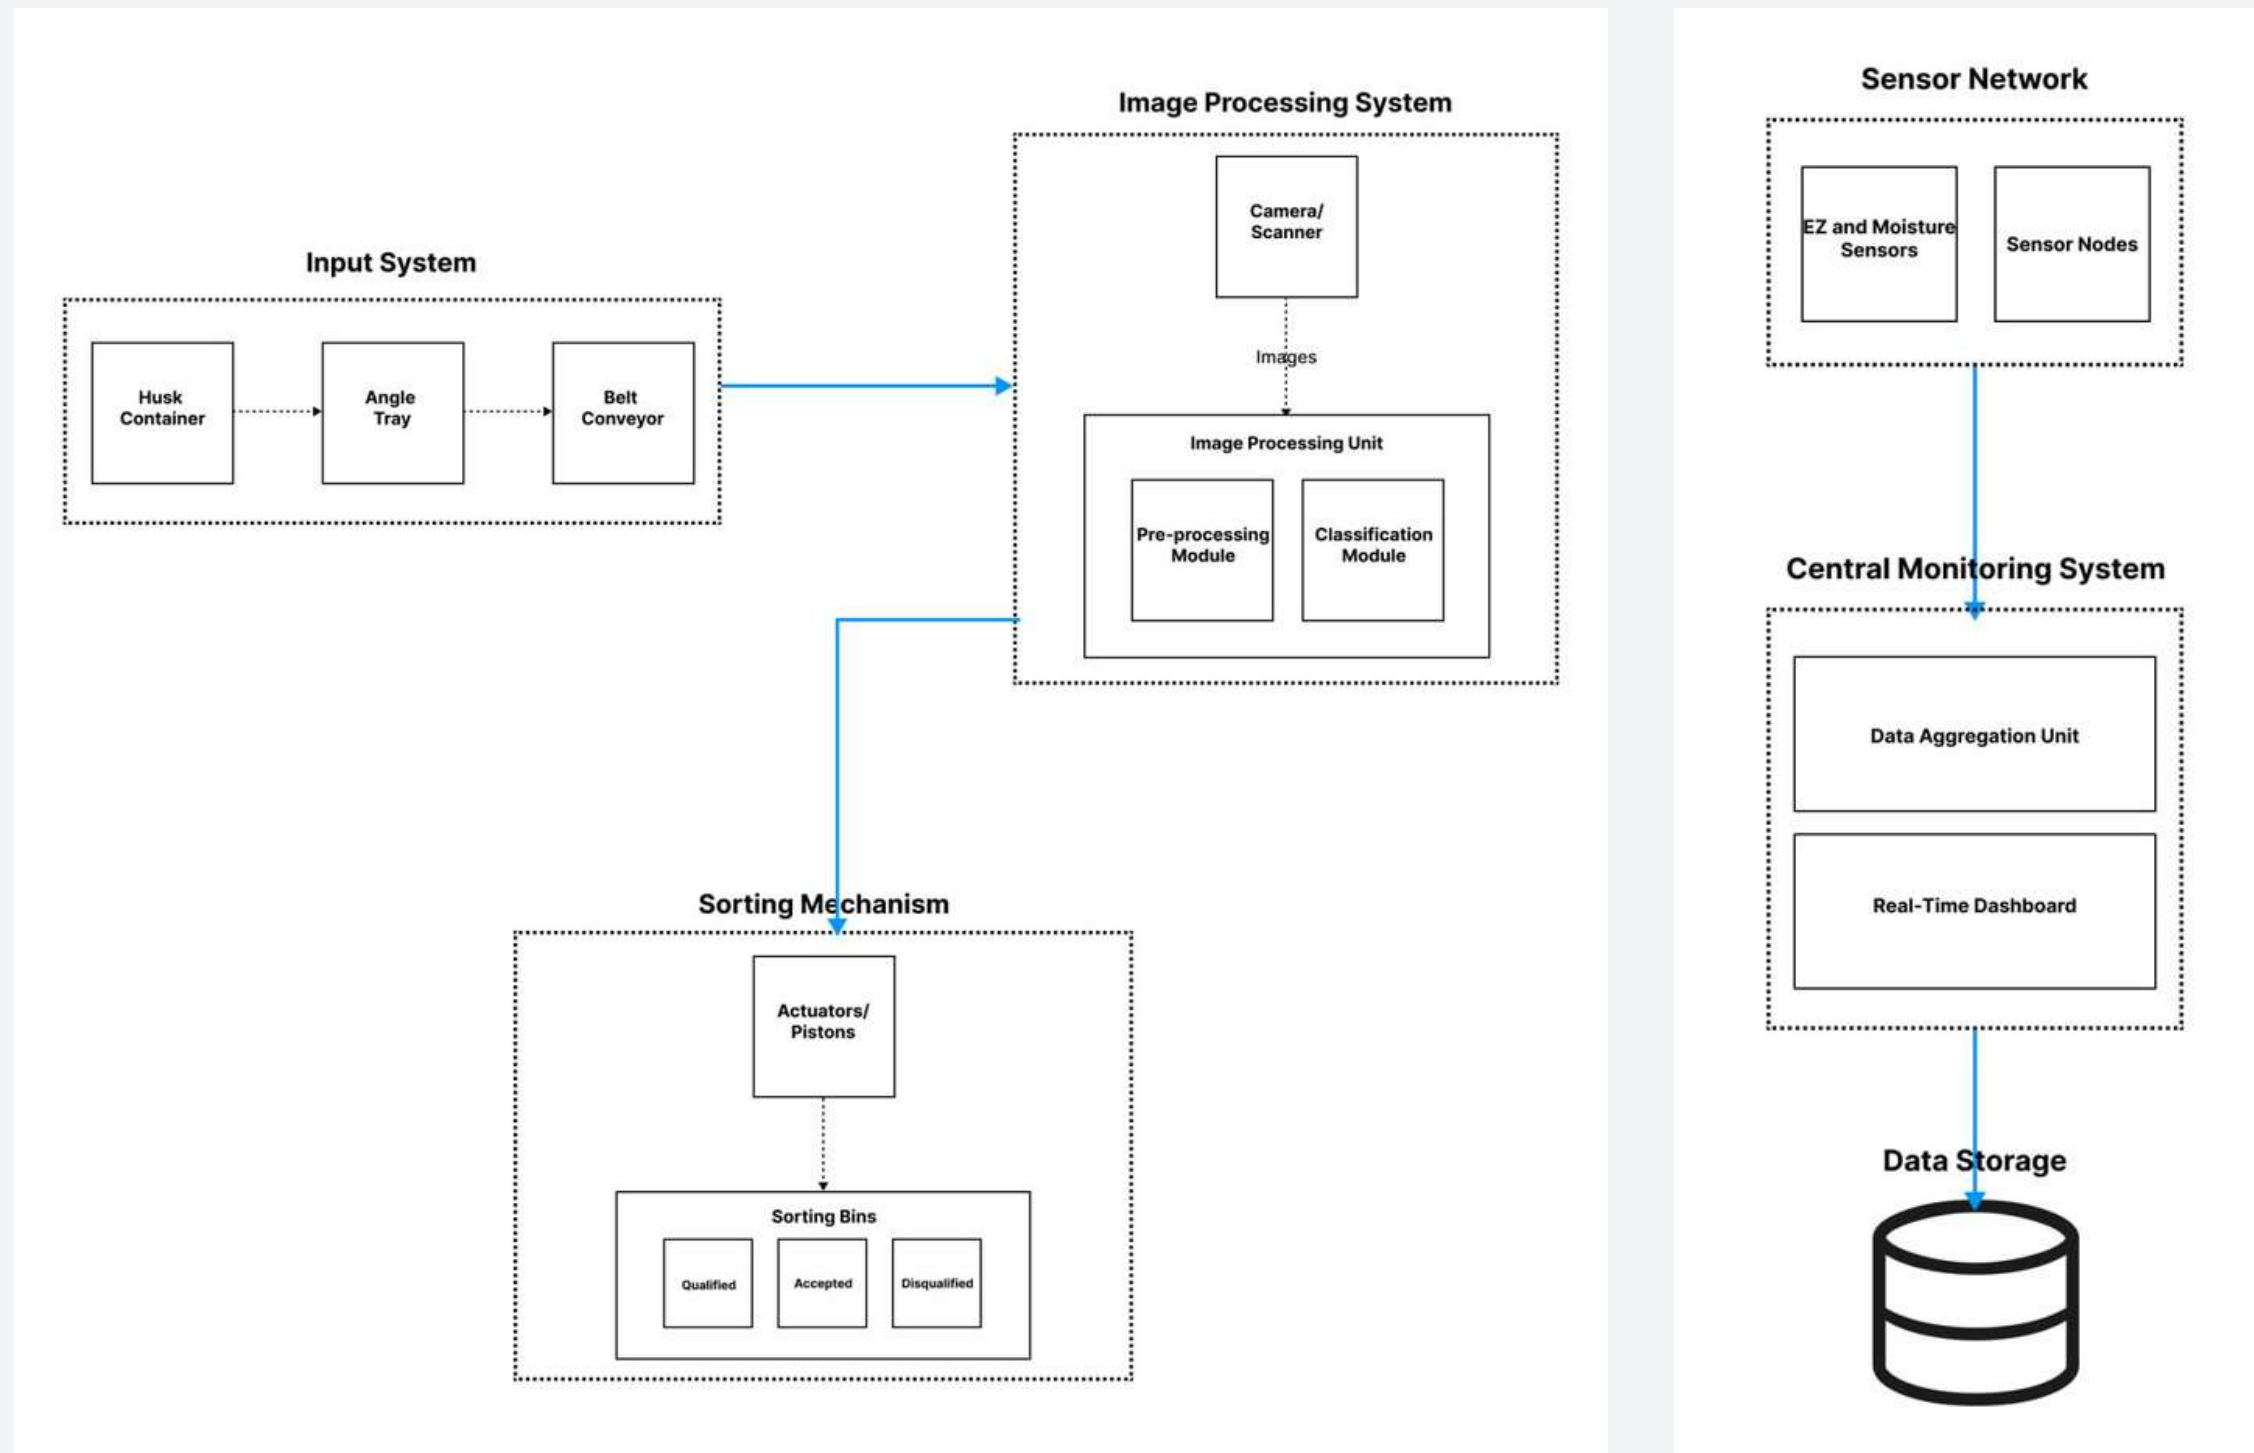 Input System
Husk
Container
Angle
Tray
Belt
Conveyor
Image Processing System
Camera/
Scanner
Images
Image Processing Unit
Pre-processing
Module
Classification
Module
Sorting Mechanism
Actuators/
Pistons
Sorting Bins
Qualified
Accepted
Disqualified
Sensor Network
EZ and Moisture
Sensors
Sensor Nodes
Central Monitoring System
Data Aggregation Unit
Real-Time Dashboard
Data Storage